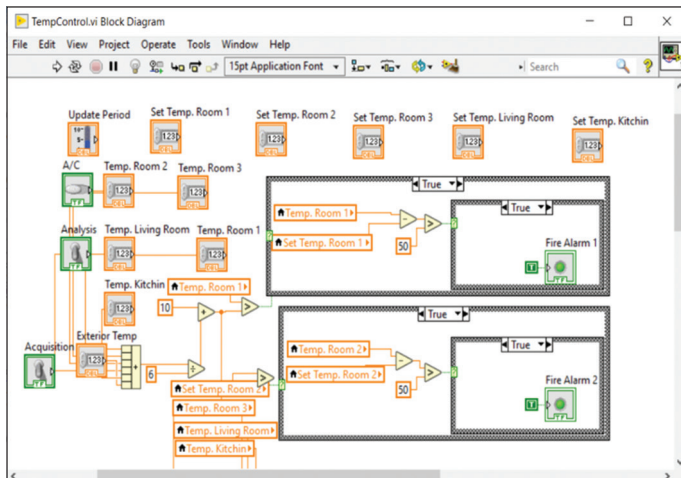 TempControl.vi Block Diagram
File Edit View Project Operate Tools Window Help
15pt Application Font
Search
Update Period
Set Temp. Room 1
Set Temp. Room 2
Set Temp. Room 3
Set Temp. Living Room
Set Temp. Kitchin
A/C
Temp. Room 2
Temp. Room 3
True
Temp. Room 1
Set Temp. Room 1
50
True
Fire Alarm 1
T
Analysis
Temp. Living Room
Temp. Room 1
Temp. Kitchin
10
Temp. Room 1
True
Temp. Room 2
Set Temp. Room 2
50
True
Fire Alarm 2
T
Acquisition
Exterior Temp
6
Set Temp. Room 2
Temp. Room 3
Temp. Living Room
Temp. Kitchin